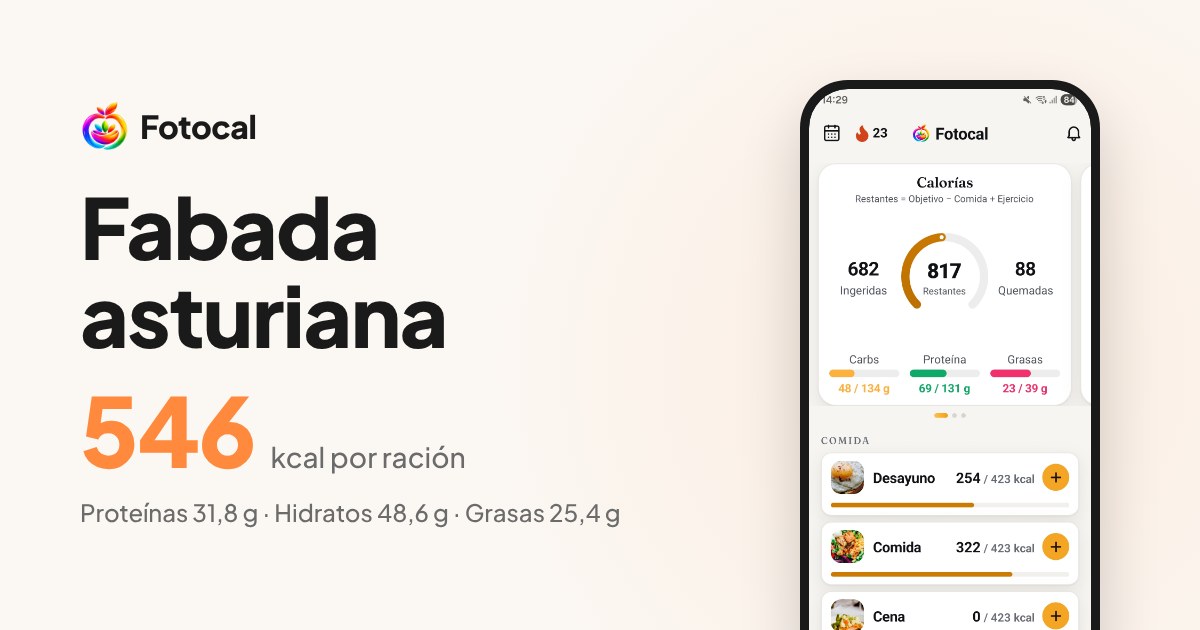 Fotocal
Fabada
asturiana
546 kcal por ración
Proteínas 31,8 g · Hidratos 48,6 g · Grasas 25,4 g
14:29
84
23
Fotocal
Calorías
Restantes = Objetivo − Comida + Ejercicio
682
Ingeridas
817
Restantes
88
Quemadas
Carbs
48 / 134 g
Proteína
69 / 131 g
Grasas
23 / 39 g
COMIDA
Desayuno 254 / 423 kcal +
Comida 322 / 423 kcal +
Cena 0 / 423 kcal +